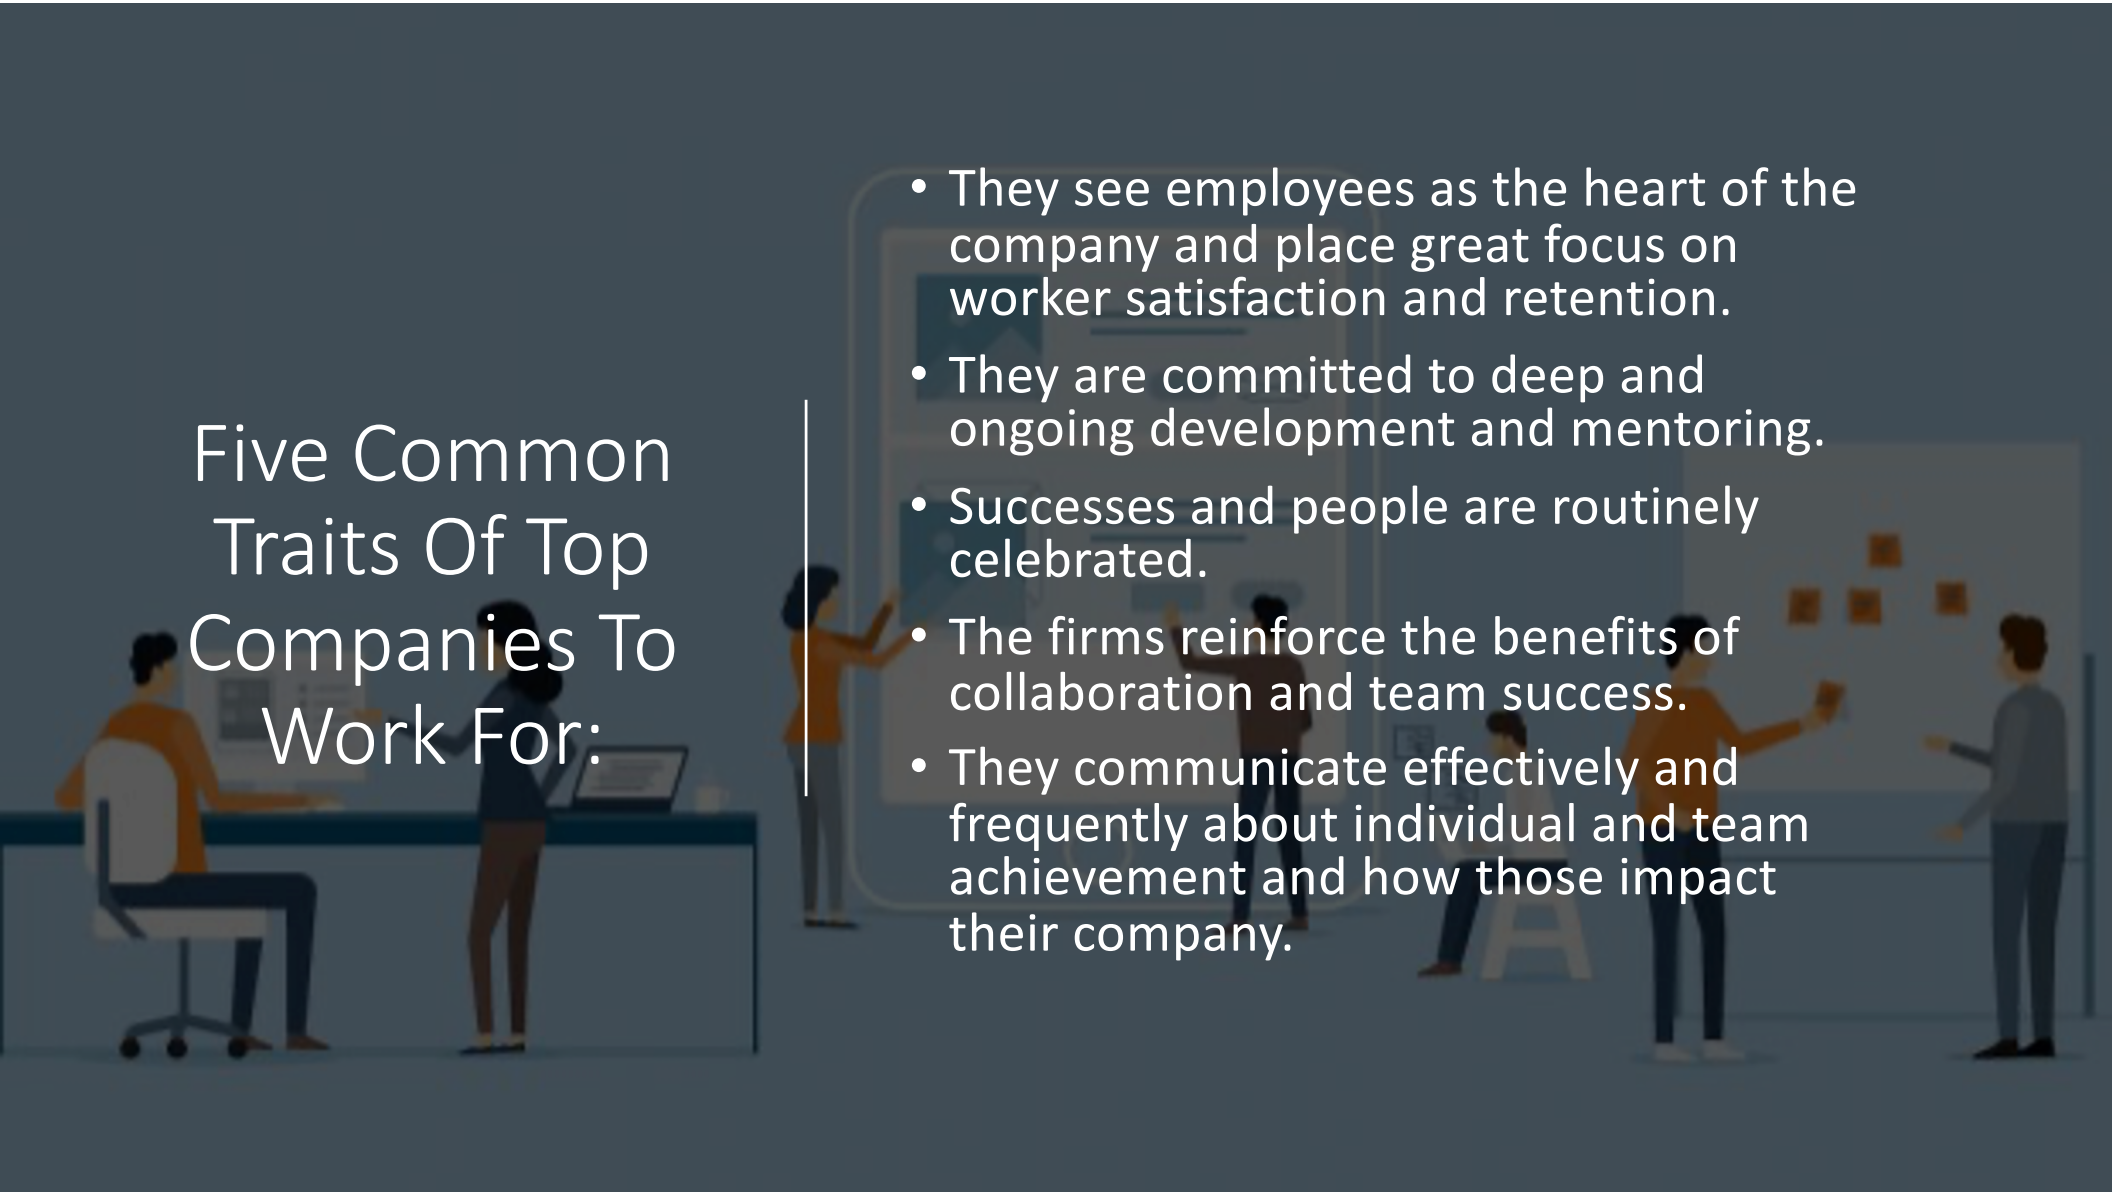 Five Common
Traits Of Top
Companies To
Work For:
• They see employees as the heart of the
company and place great focus on
worker satisfaction and retention.
• They are committed to deep and
ongoing development and mentoring.
• Successes and people are routinely
celebrated.
• The firms reinforce the benefits of
collaboration and team success.
• They communicate effectively and
frequently about individual and team
achievement and how those impact
their company.